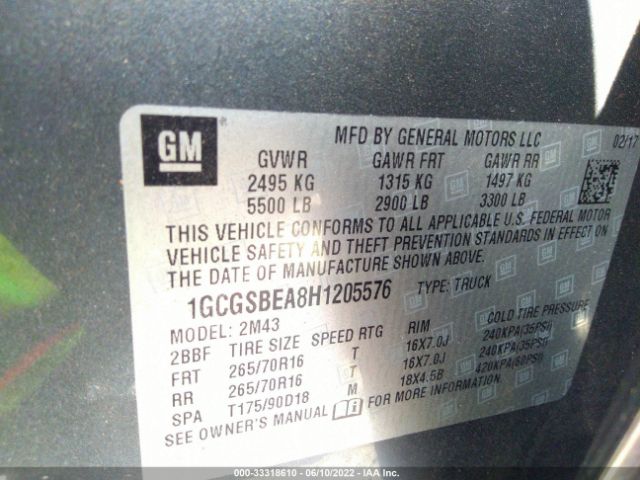 GM
®
MFD BY GENERAL MOTORS LLC 02/17
GVWR GAWR FRT GAWR RR
2495 KG 1315 KG 1497 KG
5500 LB 2900 LB 3300 LB
THIS VEHICLE CONFORMS TO ALL APPLICABLE U.S. FEDERAL MOTOR
VEHICLE SAFETY AND THEFT PREVENTION STANDARDS IN EFFECT ON
THE DATE OF MANUFACTURE SHOWN ABOVE.
1GCGSBEA8H1205576 TYPE: TRUCK
MODEL: 2M43
2BBF TIRE SIZE SPEED RTG RIM COLD TIRE PRESSURE
FRT 265/70R16 T 16X7.0J 240KPA(35PSI)
RR 265/70R16 T 16X7.0J 240KPA(35PSI)
SPA T175/90D18 M 18X4.5B 420KPA(60PSI)
SEE OWNER'S MANUAL FOR MORE INFORMATION
000-33318610 - 06/10/2022 - IAA Inc.